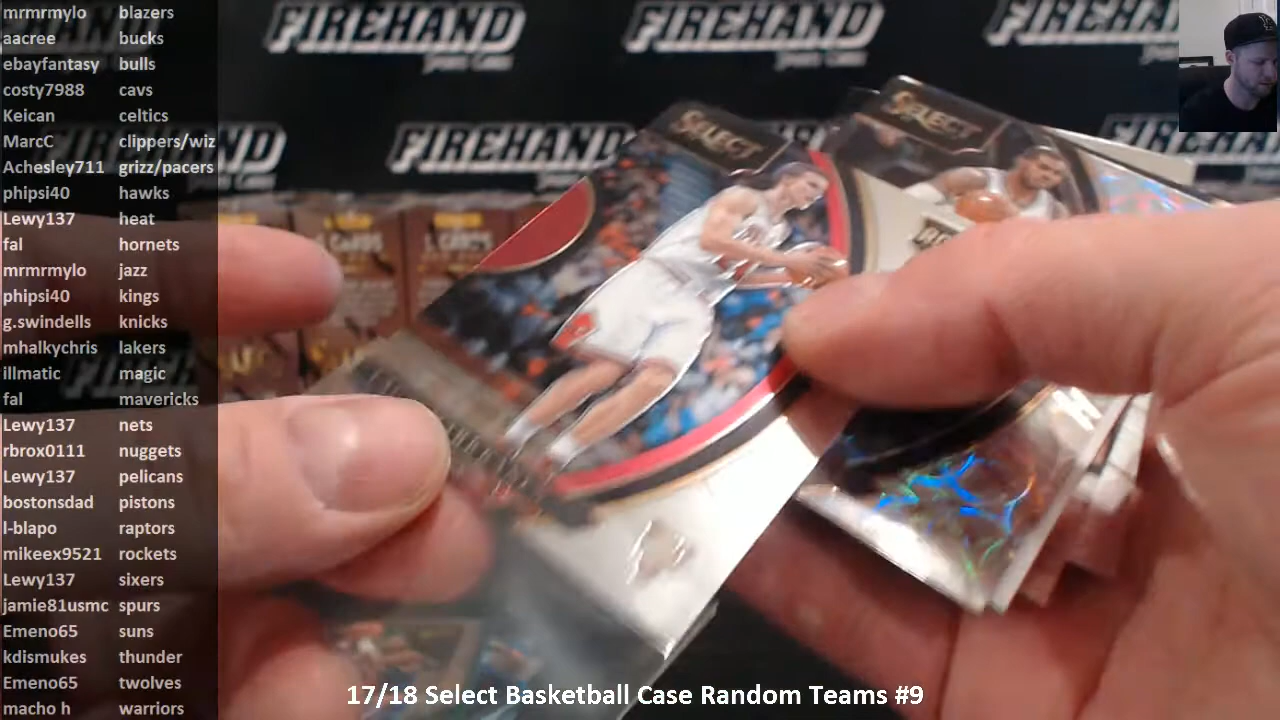 mrmrmylo blazers
aacree bucks
ebayfantasy bulls
costy7988 cavs
Keican celtics
MarcC clippers/wiz
Achesley711 grizz/pacers
phipsi40 hawks
Lewy137 heat
fal hornets
mrmrmylo jazz
phipsi40 kings
g.swindells knicks
mhalkychris lakers
illmatic magic
fal mavericks
Lewy137 nets
rbrox0111 nuggets
Lewy137 pelicans
bostonsdad pistons
l-blapo raptors
mikeex9521 rockets
Lewy137 sixers
jamie81usmc spurs
Emeno65 suns
kdismukes thunder
Emeno65 twolves
macho h warriors
FIREHAND
FIREHAND
FIREHAND
FIREHAND
FIREHAND
SELECT
SELECT
17/18 Select Basketball Case Random Teams #9